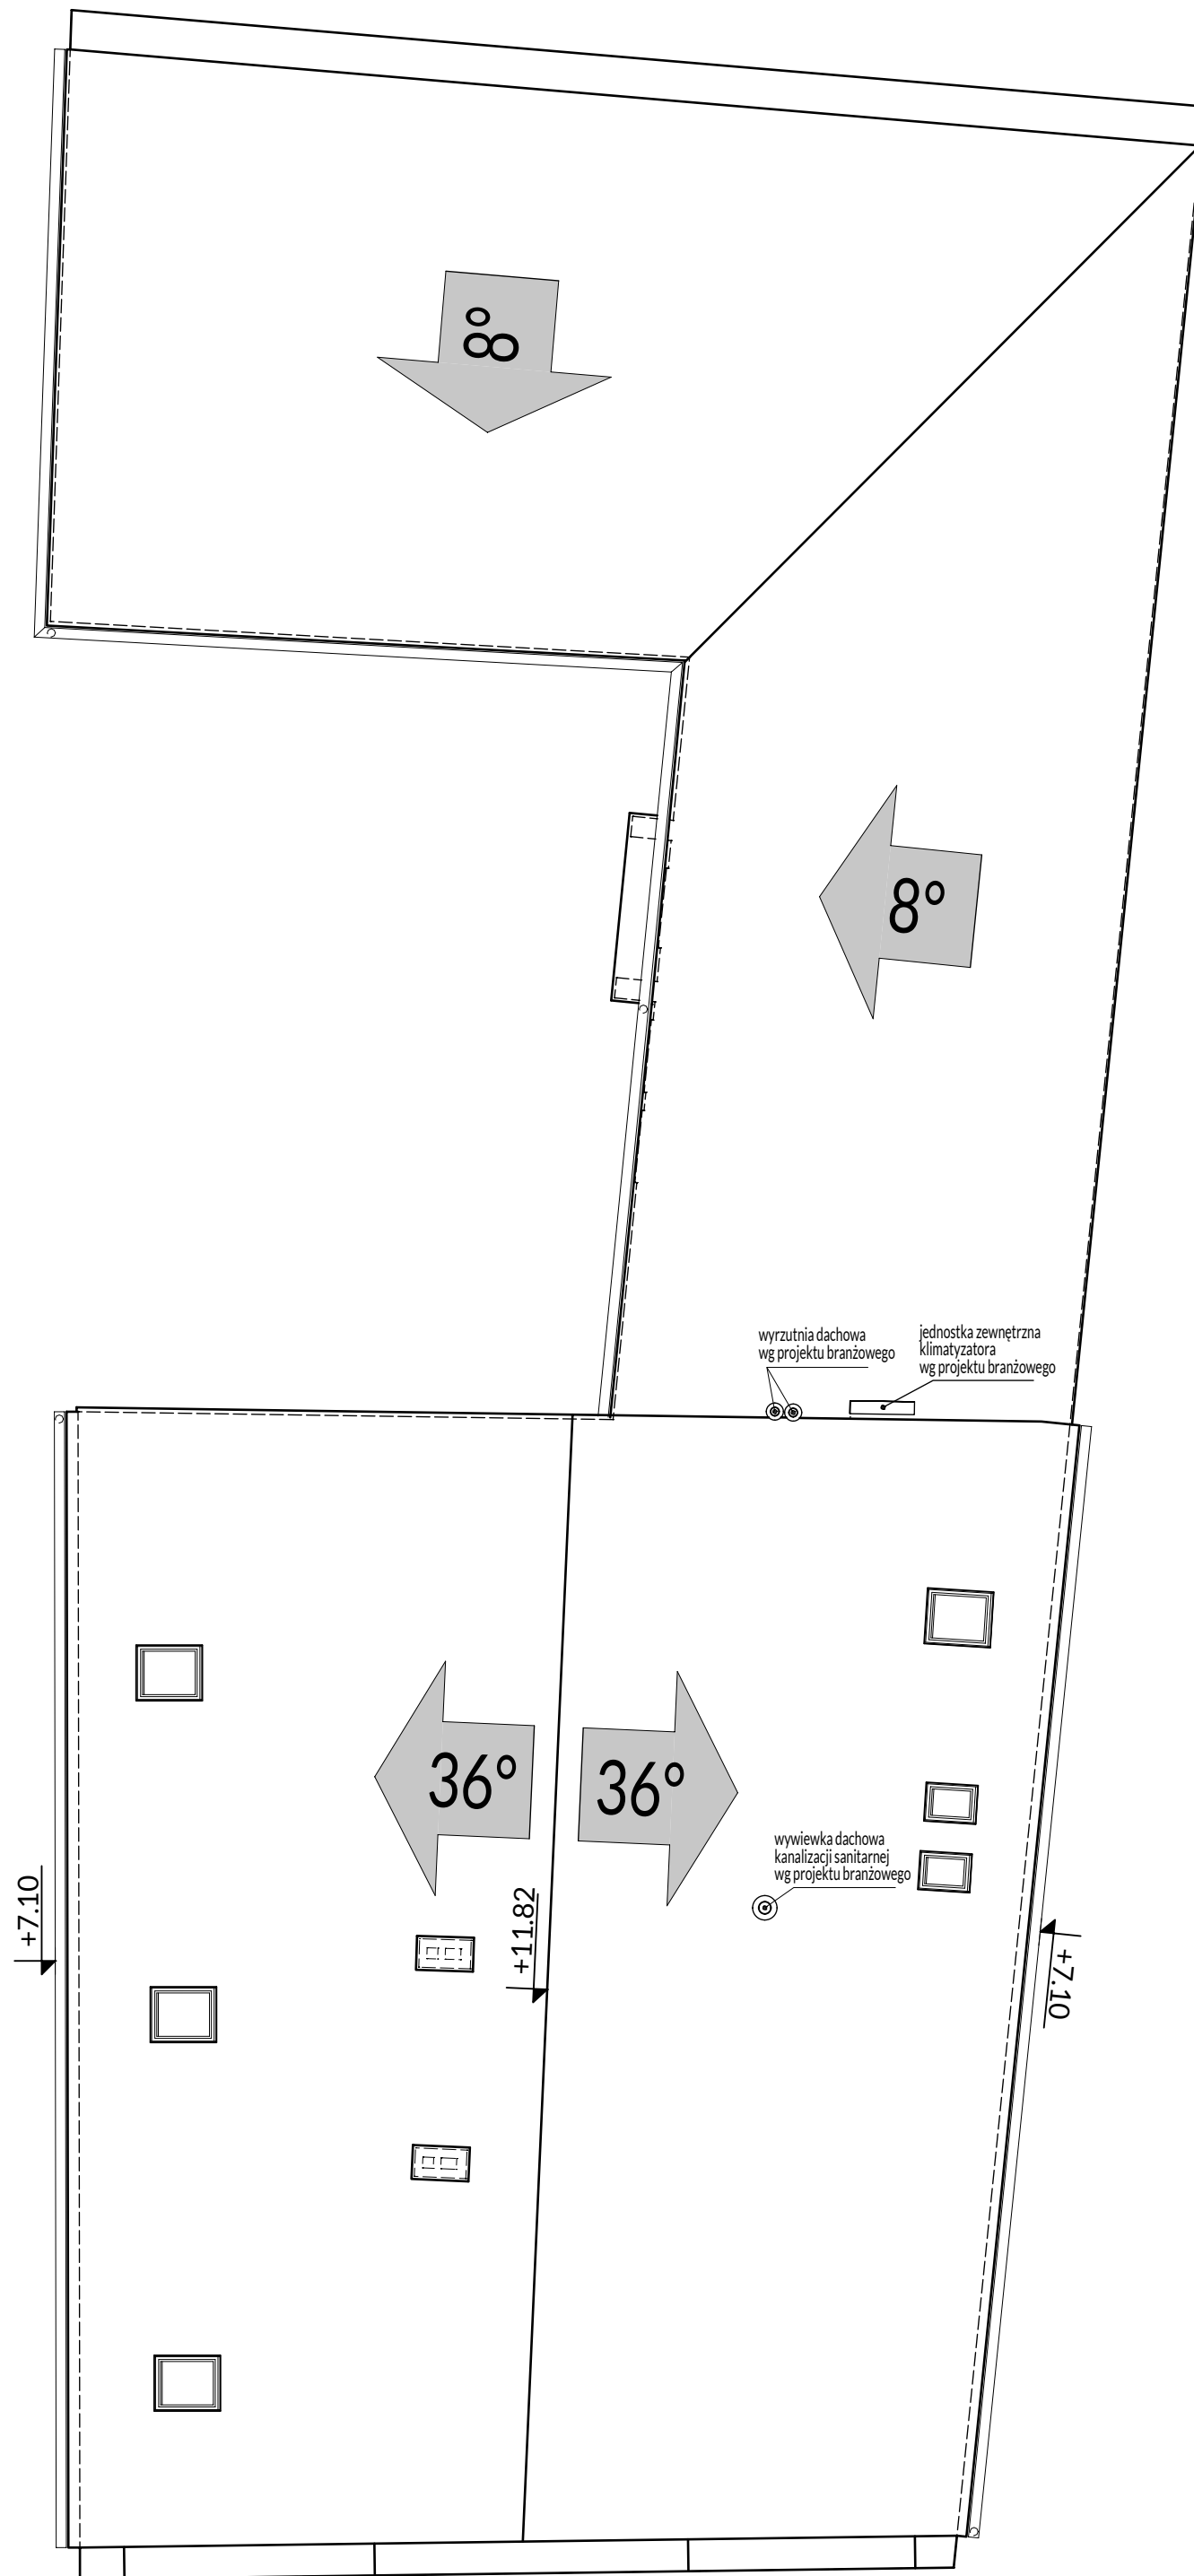 8°
8°
wyrzutnia dachowa
wg projektu branżowego
jednostka zewnętrzna
klimatyzatora
wg projektu branżowego
36°
36°
wywiewka dachowa
kanalizacji sanitarnej
wg projektu branżowego
+7.10
+11.82
+7.10